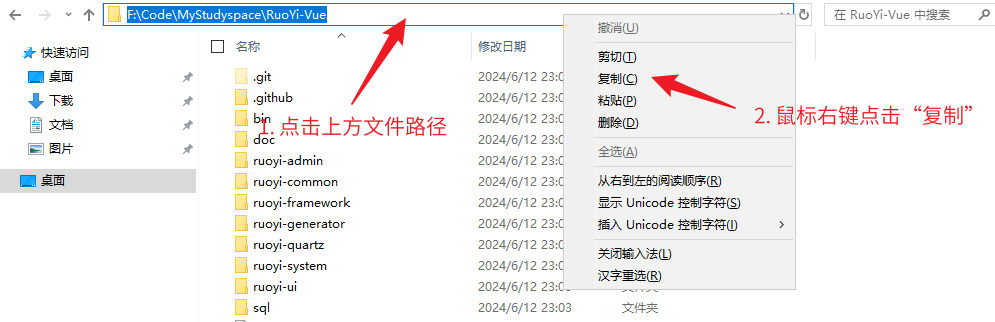 F:\Code\MyStudyspace\RuoYi-Vue
在 RuoYi-Vue 中搜索
快速访问
桌面
下载
文档
图片
桌面
名称
修改日期
.git
2024/6/12 23:0
.github
2024/6/12 23:0
bin
2024/6/12 23:0
doc
2024/6/12 23:0
ruoyi-admin
2024/6/12 23:0
ruoyi-common
2024/6/12 23:0
ruoyi-framework
2024/6/12 23:0
ruoyi-generator
2024/6/12 23:0
ruoyi-quartz
2024/6/12 23:0
ruoyi-system
2024/6/12 23:0
ruoyi-ui
2024/6/12 23:03
文件夹
sql
2024/6/12 23:03
文件夹
1. 点击上方文件路径
撤消(U)
剪切(T)
复制(C)
粘贴(P)
删除(D)
全选(A)
从右到左的阅读顺序(R)
显示 Unicode 控制字符(S)
插入 Unicode 控制字符(I)
关闭输入法(L)
汉字重选(R)
2. 鼠标右键点击“复制”